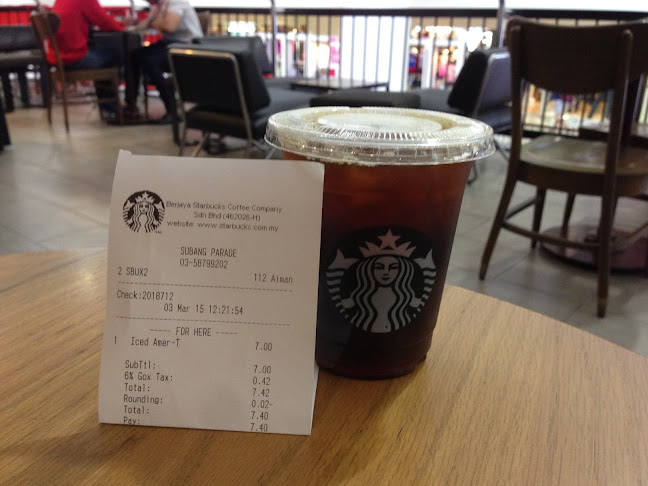 Berjaya Starbucks Coffee Company
Sdn Bhd (462026-H)
website: www.starbucks.com.my
SUBANG PARADE
03-56799202
2 SBUX2 112 Aiman
Check:2018712
03 Mar 15 12:21:54
----- FOR HERE -----
1 Iced Amer-T 7.00
SubTtl: 7.00
6% Gox Tax: 0.42
Total: 7.42
Rounding: 0.02-
Total: 7.40
Pay: 7.40